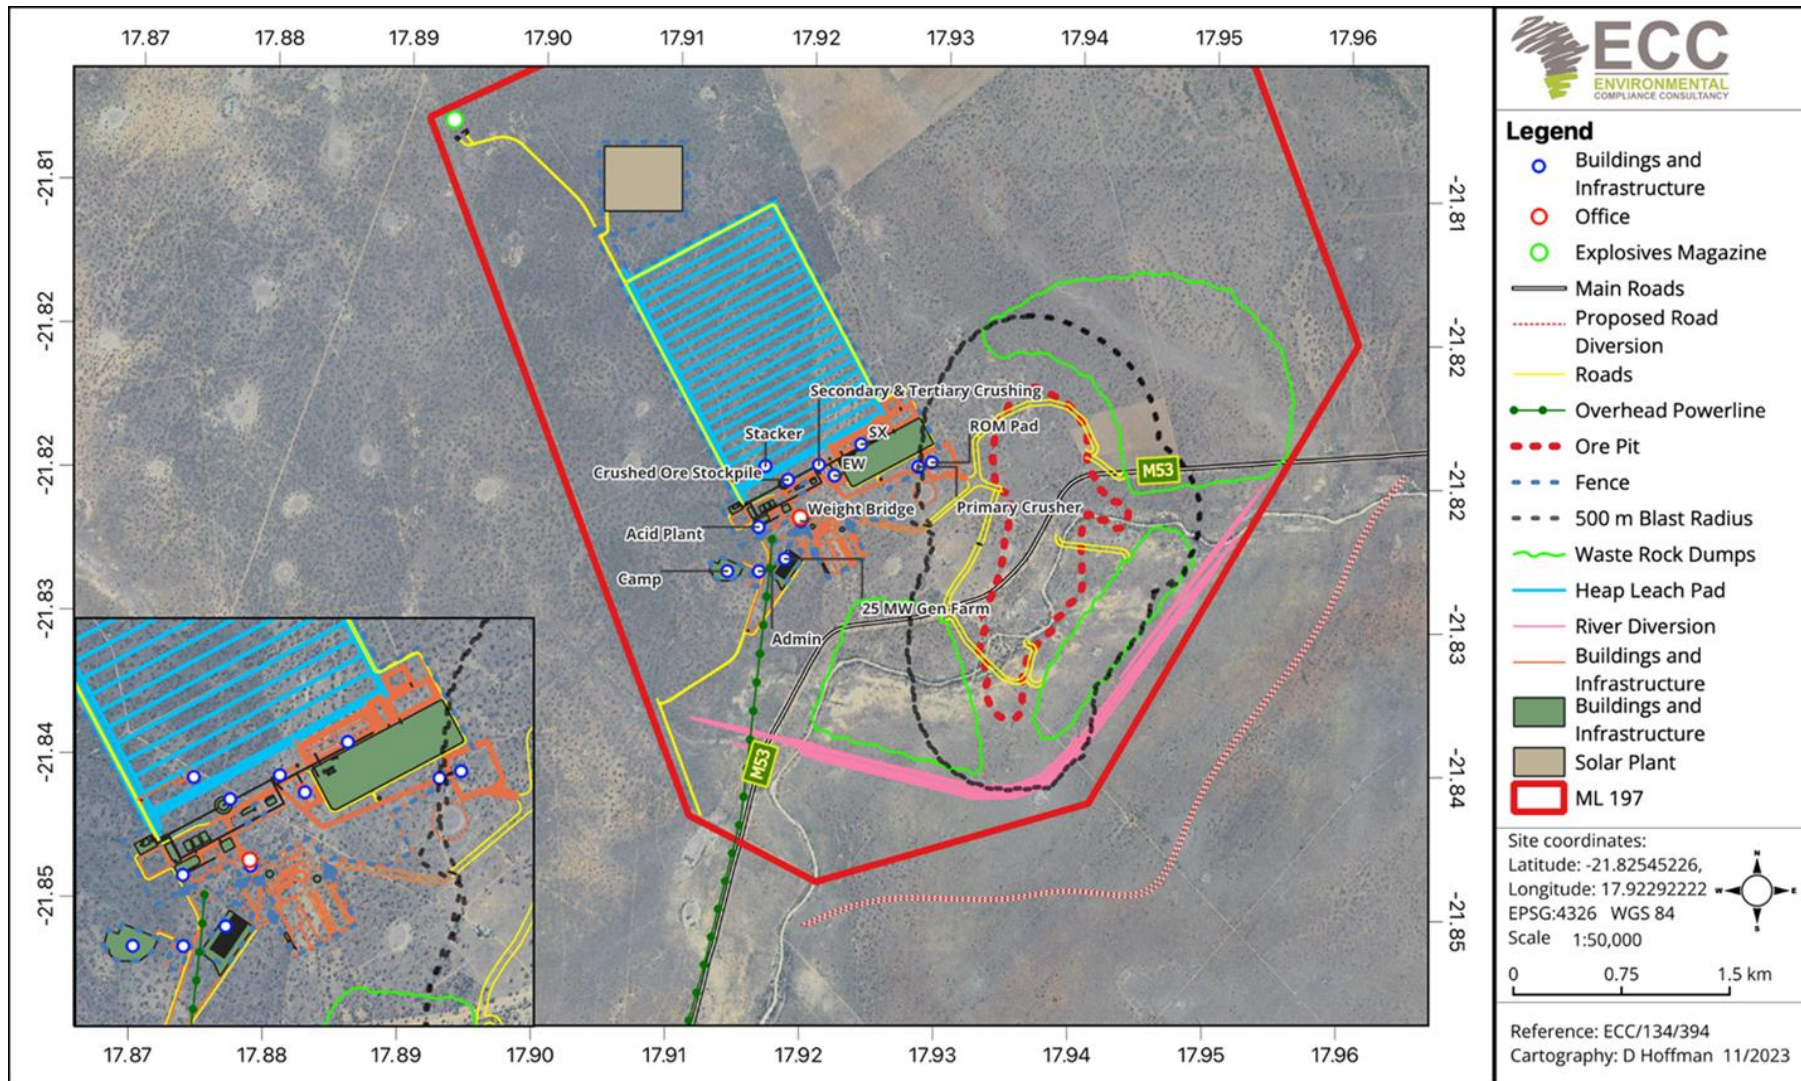 17.87 17.88 17.89 17.90 17.91 17.92 17.93 17.94 17.95 17.96
-21.81
-21.82
-21.82
-21.83
-21.84
-21.85
Secondary & Tertiary Crushing
Stacker
SX
ROM Pad
Crushed Ore Stockpile
EW
M53
Weight Bridge
Primary Crusher
Acid Plant
Camp
25 MW Gen Farm
Admin
M53
-21.81
-21.82
-21.82
-21.83
-21.84
-21.85
17.87 17.88 17.89 17.90 17.91 17.92 17.93 17.94 17.95 17.96
ECC
ENVIRONMENTAL
COMPLIANCE CONSULTANCY
Legend
Buildings and
Infrastructure
Office
Explosives Magazine
Main Roads
Proposed Road
Diversion
Roads
Overhead Powerline
Ore Pit
Fence
500 m Blast Radius
Waste Rock Dumps
Heap Leach Pad
River Diversion
Buildings and
Infrastructure
Buildings and
Infrastructure
Solar Plant
ML 197
Site coordinates:
Latitude: -21.82545226,
Longitude: 17.92292222
EPSG:4326 WGS 84
Scale 1:50,000
N
W E
S
0 0.75 1.5 km
Reference: ECC/134/394
Cartography: D Hoffman 11/2023